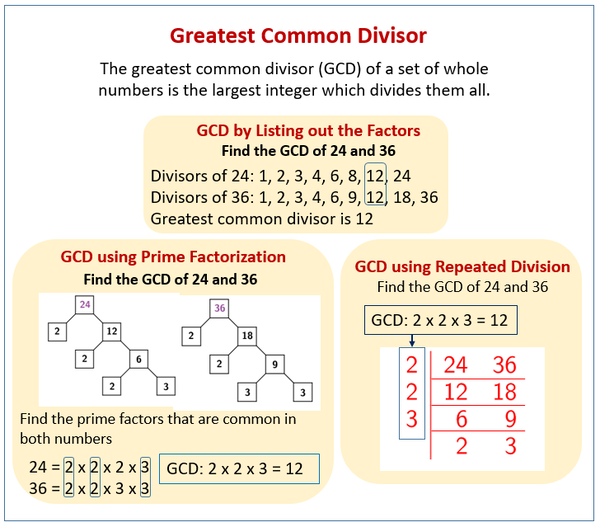 Greatest Common Divisor
The greatest common divisor (GCD) of a set of whole
numbers is the largest integer which divides them all.
GCD by Listing out the Factors
Find the GCD of 24 and 36
Divisors of 24: 1, 2, 3, 4, 6, 8, 12, 24
Divisors of 36: 1, 2, 3, 4, 6, 9, 12, 18, 36
Greatest common divisor is 12
GCD using Prime Factorization
Find the GCD of 24 and 36
24
2 12
2 6
2 3
36
2 18
2 9
3 3
Find the prime factors that are common in
both numbers
24 = 2 x 2 x 2 x 3
36 = 2 x 2 x 3 x 3
GCD: 2 x 2 x 3 = 12
GCD using Repeated Division
Find the GCD of 24 and 36
GCD: 2 x 2 x 3 = 12
2 24 36
2 12 18
3 6 9
2 3